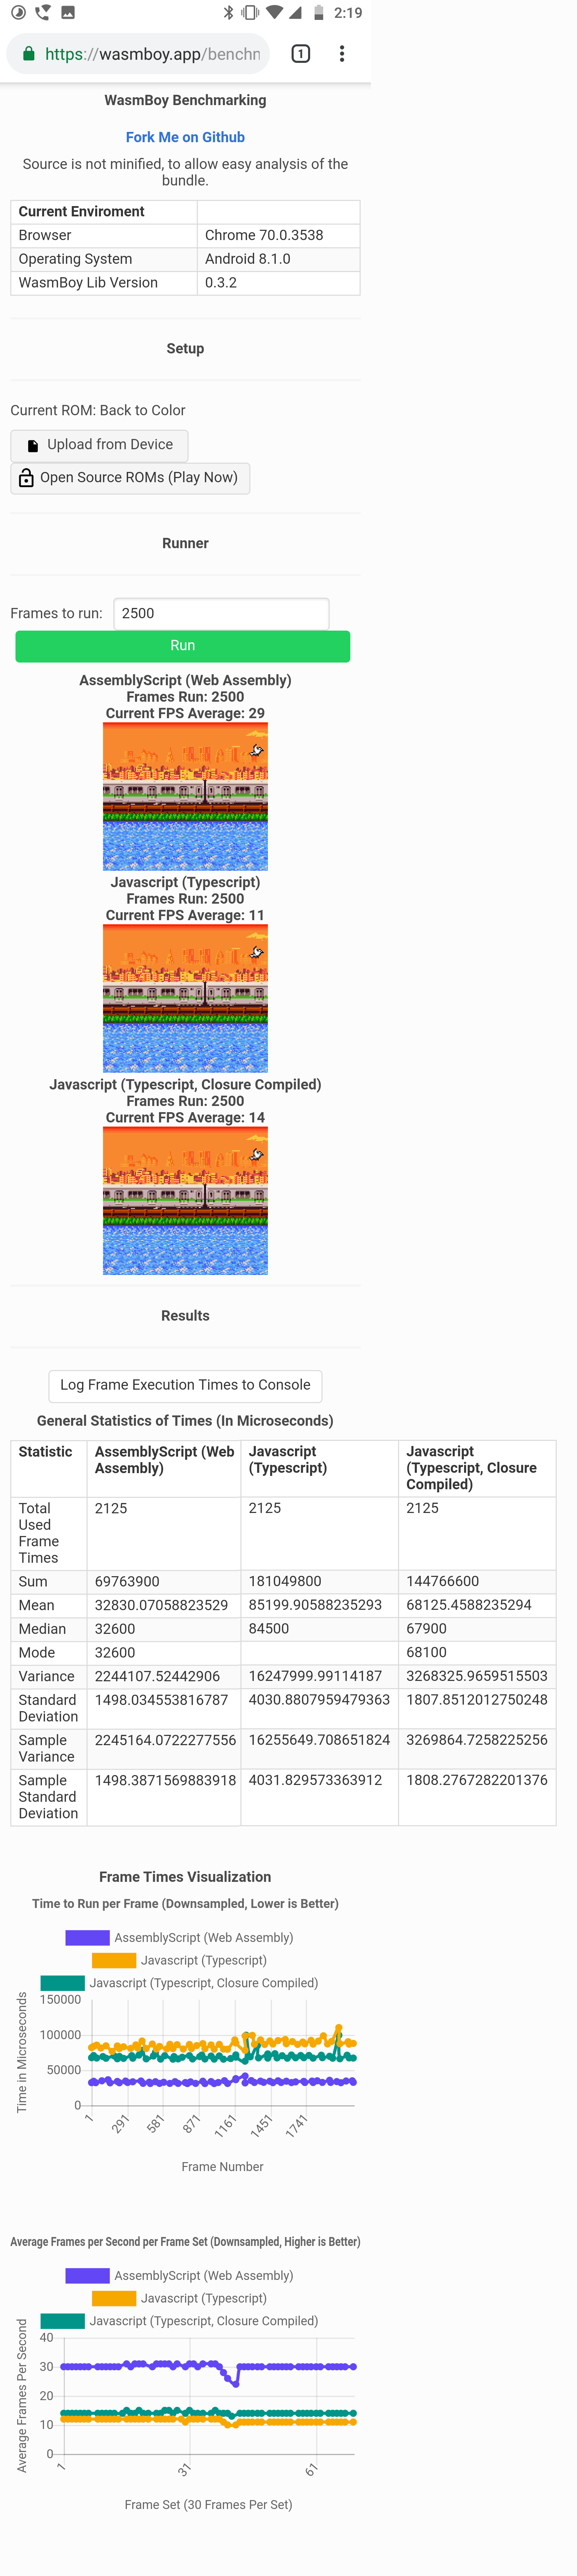 2:19
https://wasmboy.app/benchn
1
WasmBoy Benchmarking
Fork Me on Github
Source is not minified, to allow easy analysis of the
bundle.
Current Enviroment
Browser Chrome 70.0.3538
Operating System Android 8.1.0
WasmBoy Lib Version 0.3.2
Setup
Current ROM: Back to Color
Upload from Device
Open Source ROMs (Play Now)
Runner
Frames to run: 2500
Run
AssemblyScript (Web Assembly)
Frames Run: 2500
Current FPS Average: 29
Javascript (Typescript)
Frames Run: 2500
Current FPS Average: 11
Javascript (Typescript, Closure Compiled)
Frames Run: 2500
Current FPS Average: 14
Results
Log Frame Execution Times to Console
General Statistics of Times (In Microseconds)
Statistic AssemblyScript (Web Javascript Javascript
Assembly) (Typescript) (Typescript, Closure
Compiled)
Total 2125 2125 2125
Used
Frame
Times
Sum 69763900 181049800 144766600
Mean 32830.07058823529 85199.90588235293 68125.4588235294
Median 32600 84500 67900
Mode 32600 68100
Variance 2244107.52442906 16247999.99114187 3268325.9659515503
Standard 1498.034553816787 4030.8807959479363 1807.8512012750248
Deviation
Sample 2245164.0722277556 16255649.708651824 3269864.7258225256
Variance
Sample 1498.3871569883918 4031.829573363912 1808.2767282201376
Standard
Deviation
Frame Times Visualization
Time to Run per Frame (Downsampled, Lower is Better)
AssemblyScript (Web Assembly)
Javascript (Typescript)
Javascript (Typescript, Closure Compiled)
Time in Microseconds
150000
100000
50000
0
1 291 581 871 1161 1451 1741
Frame Number
Average Frames per Second per Frame Set (Downsampled, Higher is Better)
AssemblyScript (Web Assembly)
Javascript (Typescript)
Javascript (Typescript, Closure Compiled)
Average Frames Per Second
40
30
20
10
0
1 31 61
Frame Set (30 Frames Per Set)